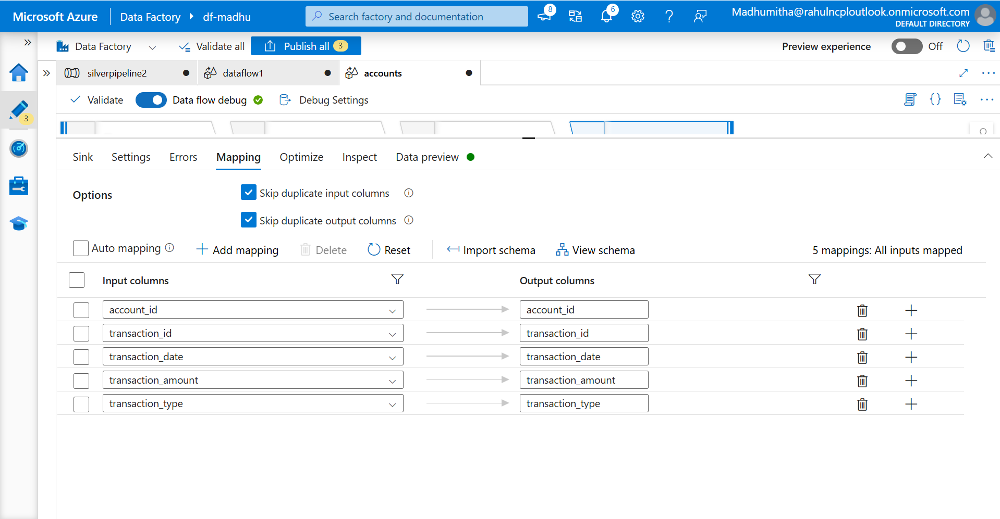 Microsoft Azure
Data Factory
df-madhu
Search factory and documentation
8
6
Madhumitha@rahulncploutlook.onmicrosoft.com
DEFAULT DIRECTORY
Data Factory
Validate all
Publish all
3
Preview experience
Off
silverpipeline2
dataflow1
accounts
Validate
Data flow debug
Debug Settings
3
Sink
Settings
Errors
Mapping
Optimize
Inspect
Data preview
Options
Skip duplicate input columns
Skip duplicate output columns
Auto mapping
Add mapping
Delete
Reset
Import schema
View schema
5 mappings: All inputs mapped
Input columns
Output columns
account_id
account_id
transaction_id
transaction_id
transaction_date
transaction_date
transaction_amount
transaction_amount
transaction_type
transaction_type